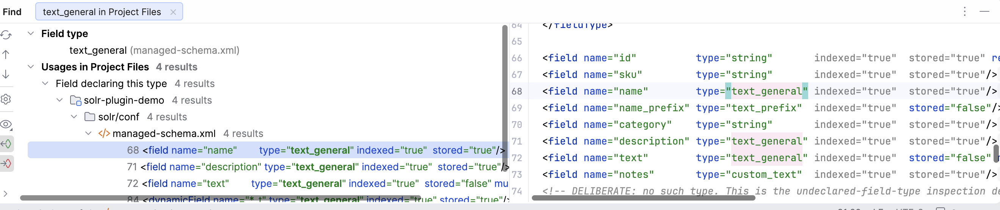 Find text_general in Project Files
Field type
text_general (managed-schema.xml)
Usages in Project Files 4 results
Field declaring this type 4 results
solr-plugin-demo 4 results
solr/conf 4 results
</> managed-schema.xml 4 results
68 <field name="name" type="text_general" indexed="true" stored="true"/>
71 <field name="description" type="text_general" indexed="true" stored="true"/>
72 <field name="text" type="text_general" indexed="true" stored="false" mu
84 <dynamicField name="*_t" type="text_general" indexed="true" stored="true"/>
64 </fieldType>
65
66 <field name="id" type="string" indexed="true" stored="true" re
67 <field name="sku" type="string" indexed="true" stored="true"/>
68 <field name="name" type="text_general" indexed="true" stored="true"/>
69 <field name="name_prefix" type="text_prefix" indexed="true" stored="false"/>
70 <field name="category" type="string" indexed="true" stored="true"/>
71 <field name="description" type="text_general" indexed="true" stored="true"/>
72 <field name="text" type="text_general" indexed="true" stored="false"
73 <field name="notes" type="custom_text" indexed="true" stored="true"/>
74 <!-- DELIBERATE: no such type. This is the undeclared-field-type inspection de